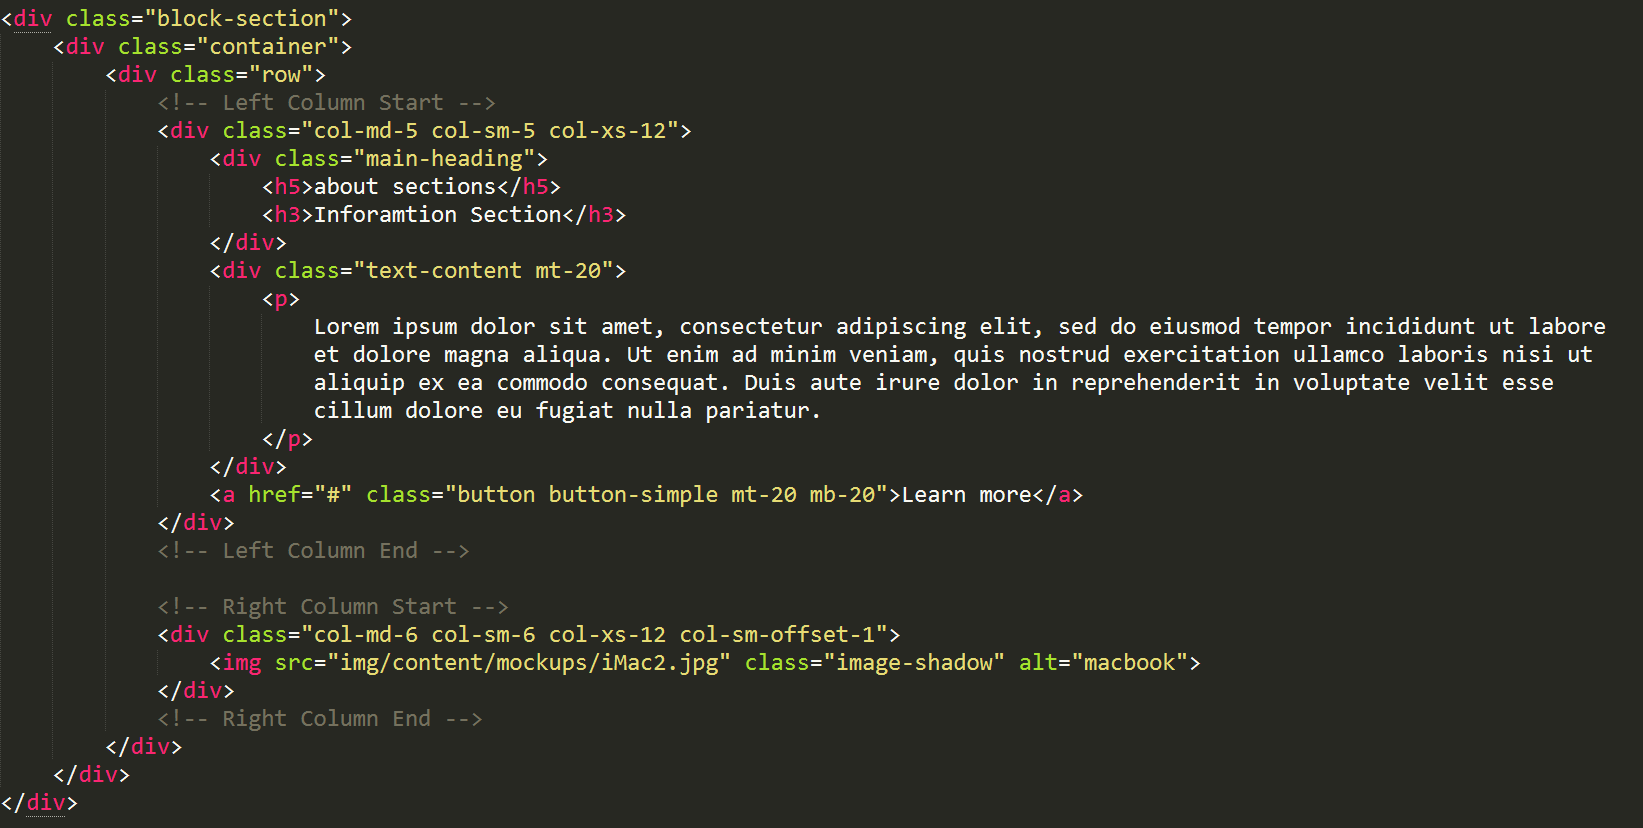 <div class="block-section">
    <div class="container">
        <div class="row">
            <!-- Left Column Start -->
            <div class="col-md-5 col-sm-5 col-xs-12">
                <div class="main-heading">
                    <h5>about sections</h5>
                    <h3>Inforamtion Section</h3>
                </div>
                <div class="text-content mt-20">
                    <p>
                        Lorem ipsum dolor sit amet, consectetur adipiscing elit, sed do eiusmod tempor incididunt ut labore
                        et dolore magna aliqua. Ut enim ad minim veniam, quis nostrud exercitation ullamco laboris nisi ut
                        aliquip ex ea commodo consequat. Duis aute irure dolor in reprehenderit in voluptate velit esse
                        cillum dolore eu fugiat nulla pariatur.
                    </p>
                </div>
                <a href="#" class="button button-simple mt-20 mb-20">Learn more</a>
            </div>
            <!-- Left Column End -->

            <!-- Right Column Start -->
            <div class="col-md-6 col-sm-6 col-xs-12 col-sm-offset-1">
                <img src="img/content/mockups/iMac2.jpg" class="image-shadow" alt="macbook">
            </div>
            <!-- Right Column End -->
        </div>
    </div>
</div>